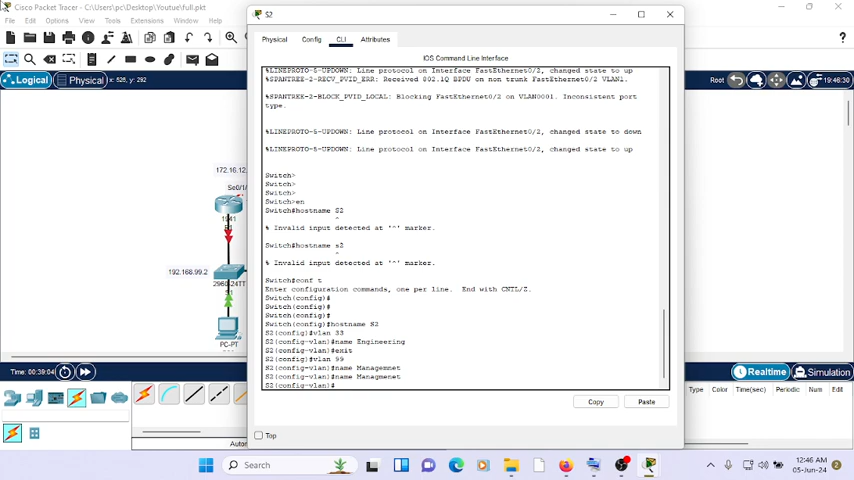 Cisco Packet Tracer - C:\Users\pc\Desktop\Youtue\full.pkt
File Edit Options View Tools Extensions Window
Logical
Physical
x: 528, y: 292
Root
19:46:30
S2
Physical Config CLI Attributes
IOS Command Line Interface
%LINEPROTO-5-UPDOWN: Line protocol on Interface FastEthernet0/2, changed state to up
%SPANTREE-2-RECV_PVID_ERR: Received 802.1Q BPDU on non trunk FastEthernet0/2 VLAN1.
%SPANTREE-2-BLOCK_PVID_LOCAL: Blocking FastEthernet0/2 on VLAN0001. Inconsistent port
type.
%LINEPROTO-5-UPDOWN: Line protocol on Interface FastEthernet0/2, changed state to down
%LINEPROTO-5-UPDOWN: Line protocol on Interface FastEthernet0/2, changed state to up
Switch>
Switch>
Switch>
Switch>en
Switch#hostname S2
^
% Invalid input detected at '^' marker.
Switch#hostname s2
^
% Invalid input detected at '^' marker.
Switch#conf t
Enter configuration commands, one per line. End with CNTL/Z.
Switch(config)#
Switch(config)#
Switch(config)#
Switch(config)#hostname S2
S2(config)#vlan 33
S2(config-vlan)#name Engineering
S2(config-vlan)#exit
S2(config)#vlan 99
S2(config-vlan)#name Managemnet
S2(config-vlan)#name Managmenet
S2(config-vlan)#
Copy Paste
Top
172.16.12.
Se0/1/
1941
192.168.99.2
2960-24TT
PC-PT
Time: 00:39:04
Realtime
Simulation
Type Color Time(sec) Periodic Num Edit
Autor
Search
12:46 AM
05-Jun-24